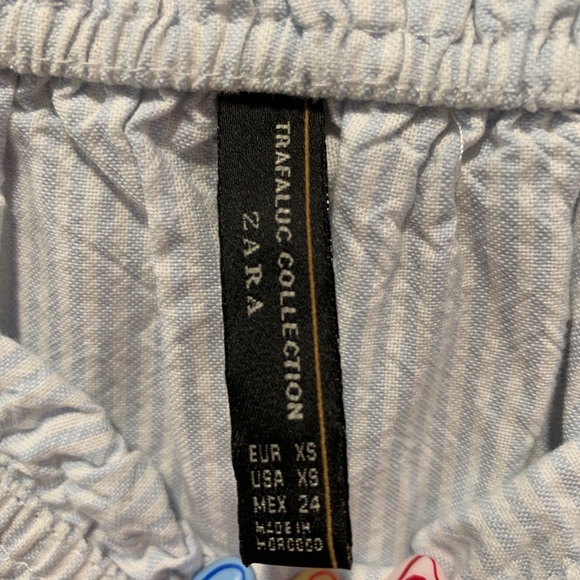 TRAFALUC COLLECTION
ZARA
EUR XS
USA XS
MEX 24
MADE IN
MOROCCO